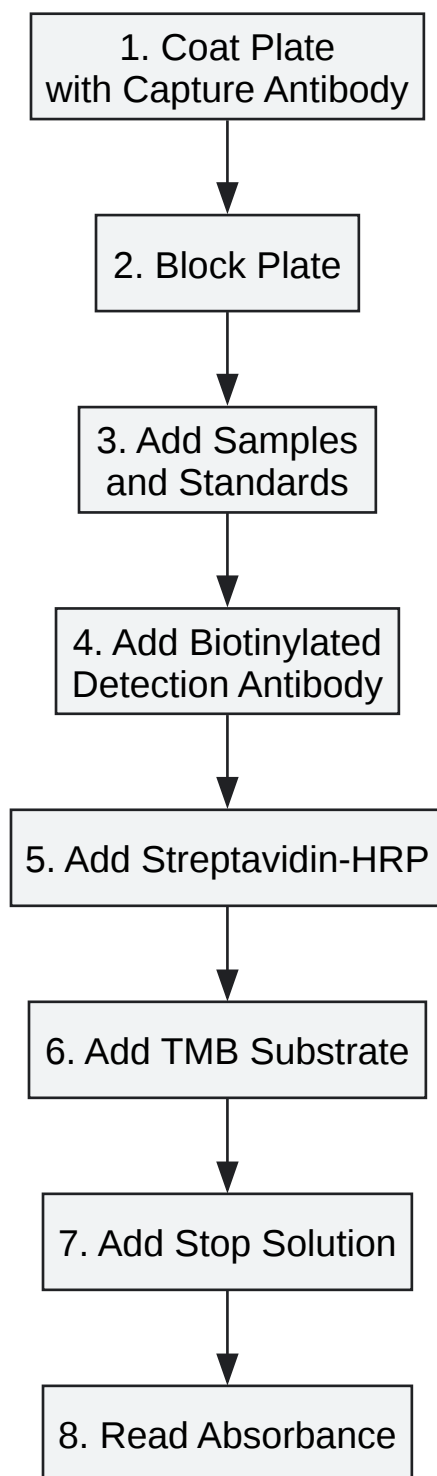 1. Coat Plate
with Capture Antibody
2. Block Plate
3. Add Samples
and Standards
4. Add Biotinylated
Detection Antibody
5. Add Streptavidin-HRP
6. Add TMB Substrate
7. Add Stop Solution
8. Read Absorbance